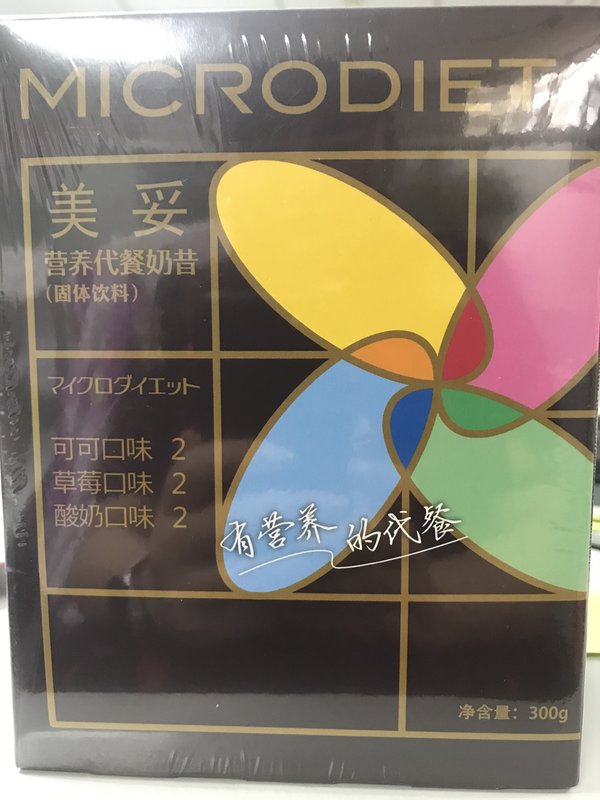 MICRODIET
美妥
营养代餐奶昔
(固体饮料)
マイクロダイエット
可可口味 2
草莓口味 2
酸奶口味 2
有营养
的代餐
净含量: 300g